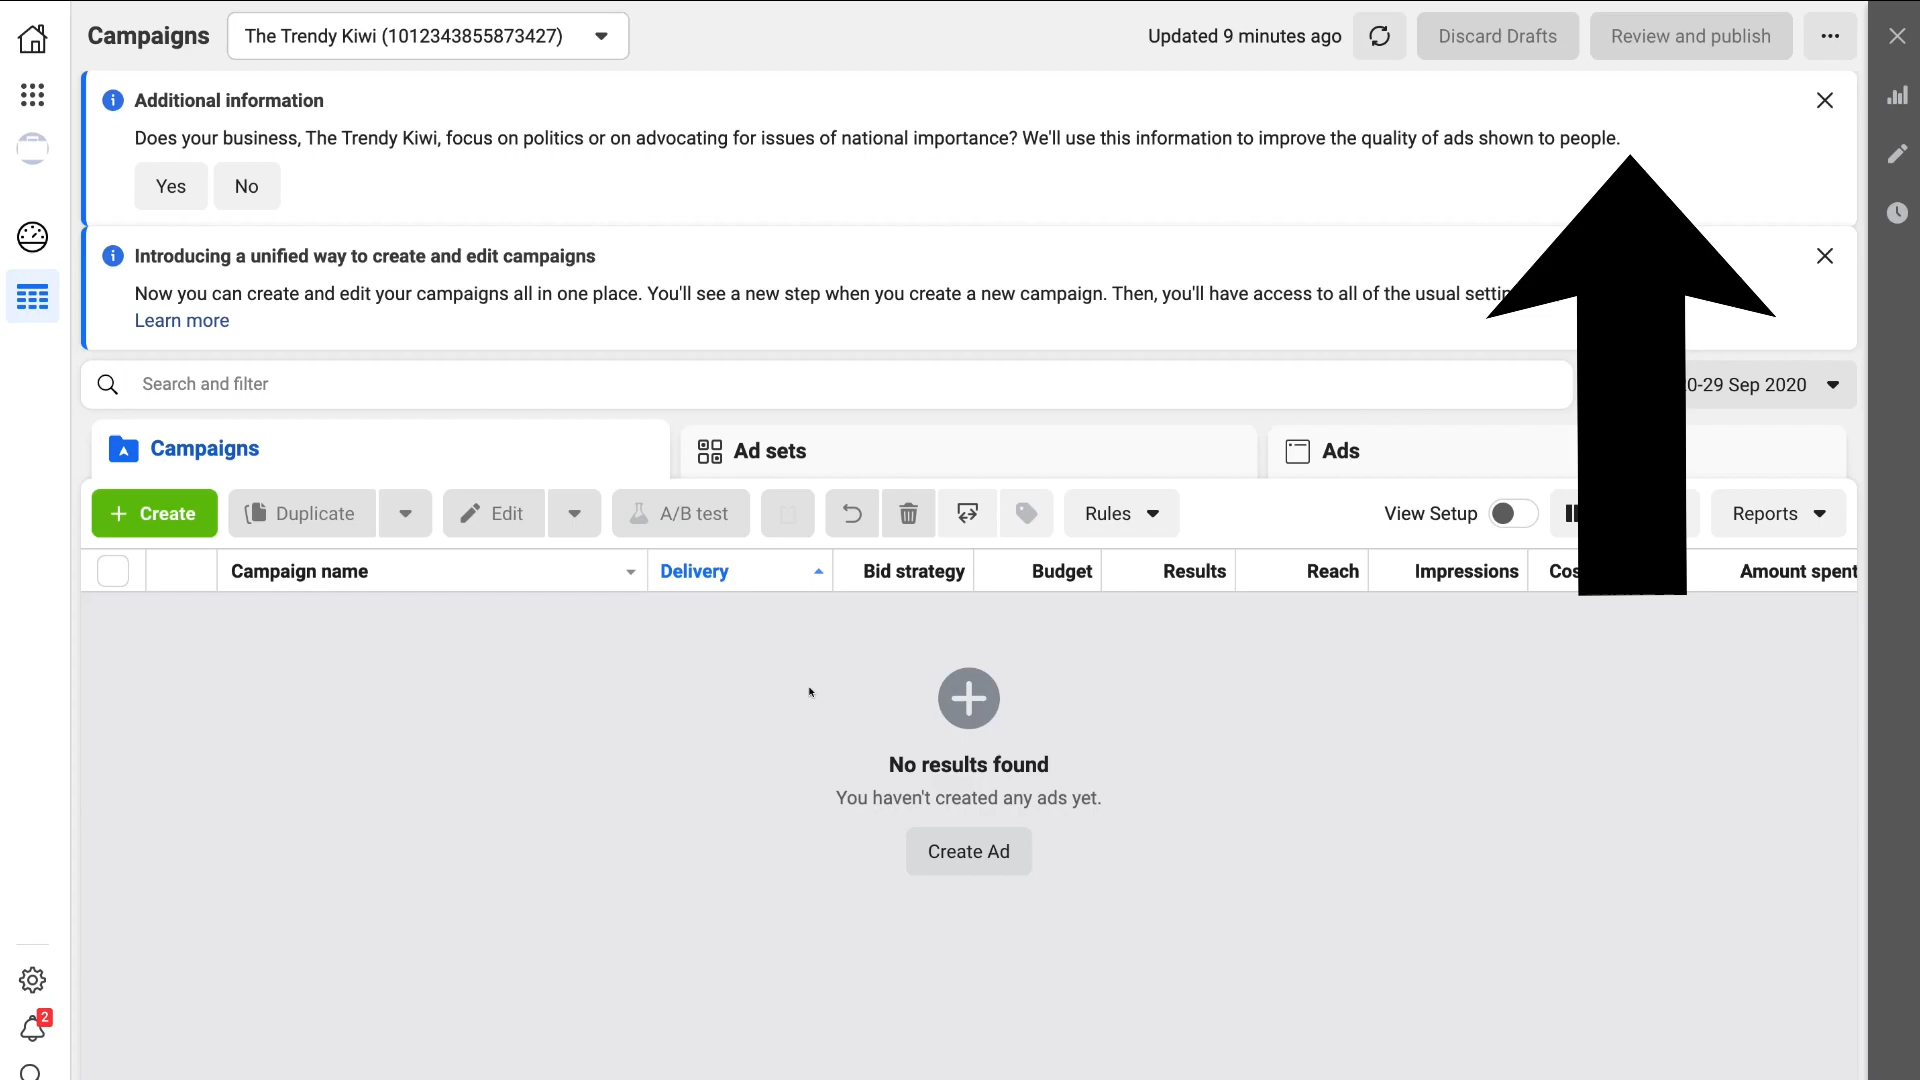 Campaigns
The Trendy Kiwi (1012343855873427)
Updated 9 minutes ago
Discard Drafts
Review and publish
Additional information
Does your business, The Trendy Kiwi, focus on politics or on advocating for issues of national importance? We'll use this information to improve the quality of ads shown to people.
Yes
No
Introducing a unified way to create and edit campaigns
Now you can create and edit your campaigns all in one place. You'll see a new step when you create a new campaign. Then, you'll have access to all of the usual
Learn more
Search and filter
0-29 Sep 2020
Campaigns
Ad sets
Ads
+ Create
Duplicate
Edit
A/B test
Rules
View Setup
Reports
Campaign name
Delivery
Bid strategy
Budget
Results
Reach
Impressions
Amount spent
No results found
You haven't created any ads yet.
Create Ad
2